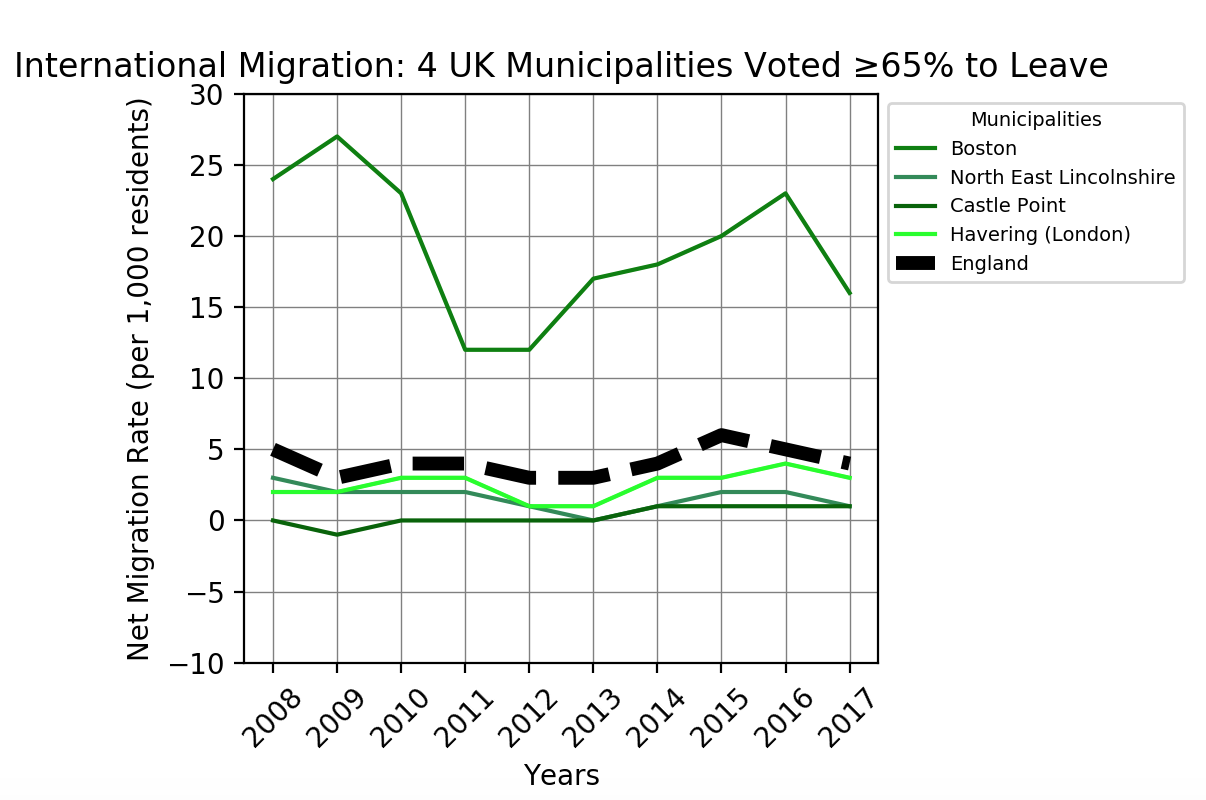 International Migration: 4 UK Municipalities Voted ≥65% to Leave
Net Migration Rate (per 1,000 residents)
30
25
20
15
10
5
0
−5
−10
2008
2009
2010
2011
2012
2013
2014
2015
2016
2017
Years
Municipalities
Boston
North East Lincolnshire
Castle Point
Havering (London)
England